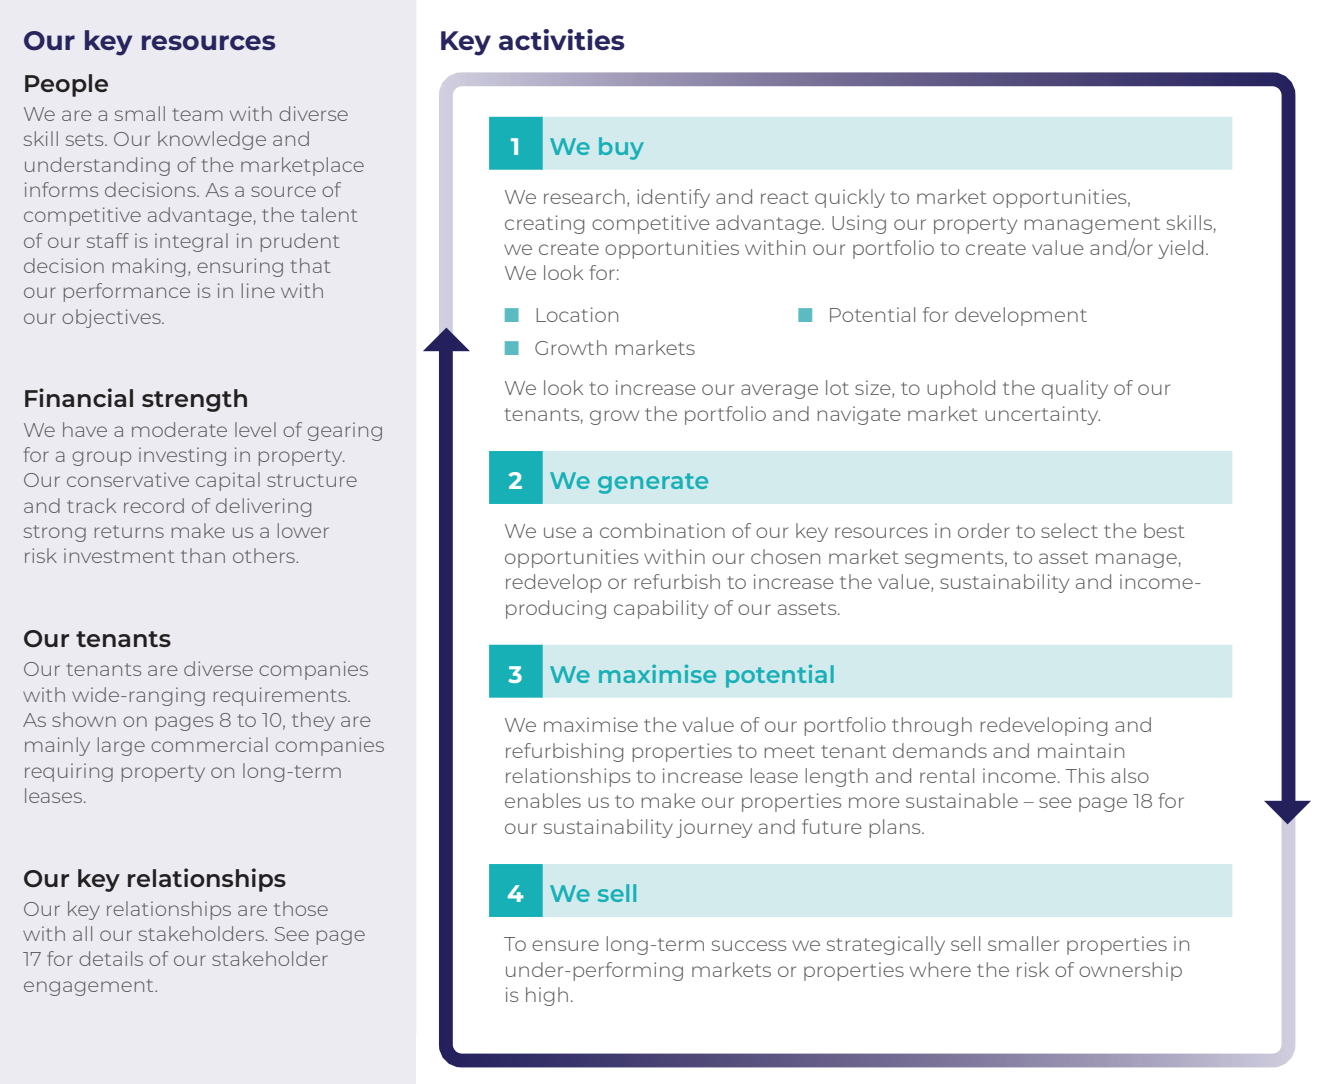 Our key resources
People
We are a small team with diverse
skill sets. Our knowledge and
understanding of the marketplace
informs decisions. As a source of
competitive advantage, the talent
of our staff is integral in prudent
decision making, ensuring that
our performance is in line with
our objectives.
Financial strength
We have a moderate level of gearing
for a group investing in property.
Our conservative capital structure
and track record of delivering
strong returns make us a lower
risk investment than others.
Our tenants
Our tenants are diverse companies
with wide-ranging requirements.
As shown on pages 8 to 10, they are
mainly large commercial companies
requiring property on long-term
leases.
Our key relationships
Our key relationships are those
with all our stakeholders. See page
17 for details of our stakeholder
engagement.
Key activities
1 We buy
We research, identify and react quickly to market opportunities,
creating competitive advantage. Using our property management skills,
we create opportunities within our portfolio to create value and/or yield.
We look for:
Location
Growth markets
Potential for development
We look to increase our average lot size, to uphold the quality of our
tenants, grow the portfolio and navigate market uncertainty.
2 We generate
We use a combination of our key resources in order to select the best
opportunities within our chosen market segments, to asset manage,
redevelop or refurbish to increase the value, sustainability and income-
producing capability of our assets.
3 We maximise potential
We maximise the value of our portfolio through redeveloping and
refurbishing properties to meet tenant demands and maintain
relationships to increase lease length and rental income. This also
enables us to make our properties more sustainable – see page 18 for
our sustainability journey and future plans.
4 We sell
To ensure long-term success we strategically sell smaller properties in
under-performing markets or properties where the risk of ownership
is high.